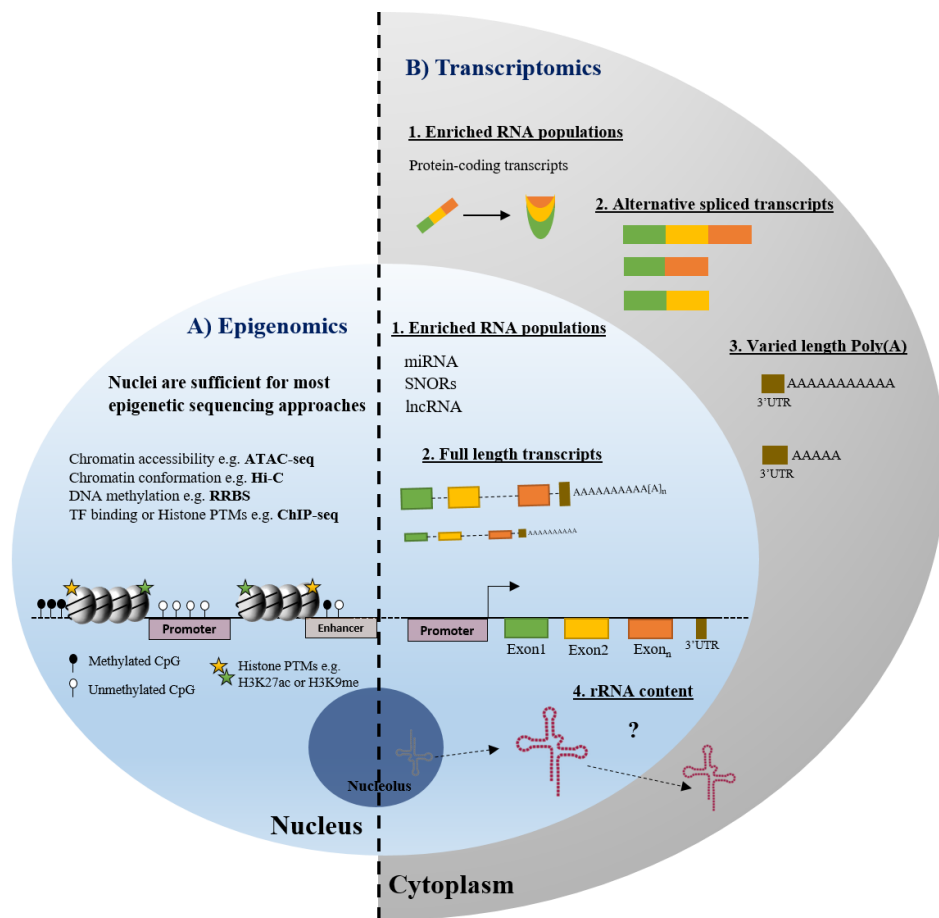 B) Transcriptomics
1. Enriched RNA populations
Protein-coding transcripts
2. Alternative spliced transcripts
3. Varied length Poly(A)
AAAAAAAAAAA
3'UTR
AAAAA
3'UTR
A) Epigenomics
Nuclei are sufficient for most
epigenetic sequencing approaches
Chromatin accessibility e.g. ATAC-seq
Chromatin conformation e.g. Hi-C
DNA methylation e.g. RRBS
TF binding or Histone PTMs e.g. ChIP-seq
1. Enriched RNA populations
miRNA
SNORs
lncRNA
2. Full length transcripts
AAAAAAAAAA[A]n
AAAAAAAAAA
Promoter
Enhancer
Methylated CpG
Unmethylated CpG
Histone PTMs e.g.
H3K27ac or H3K9me
Promoter
Exon1
Exon2
Exonn
3'UTR
4. rRNA content
?
Nucleolus
Nucleus
Cytoplasm